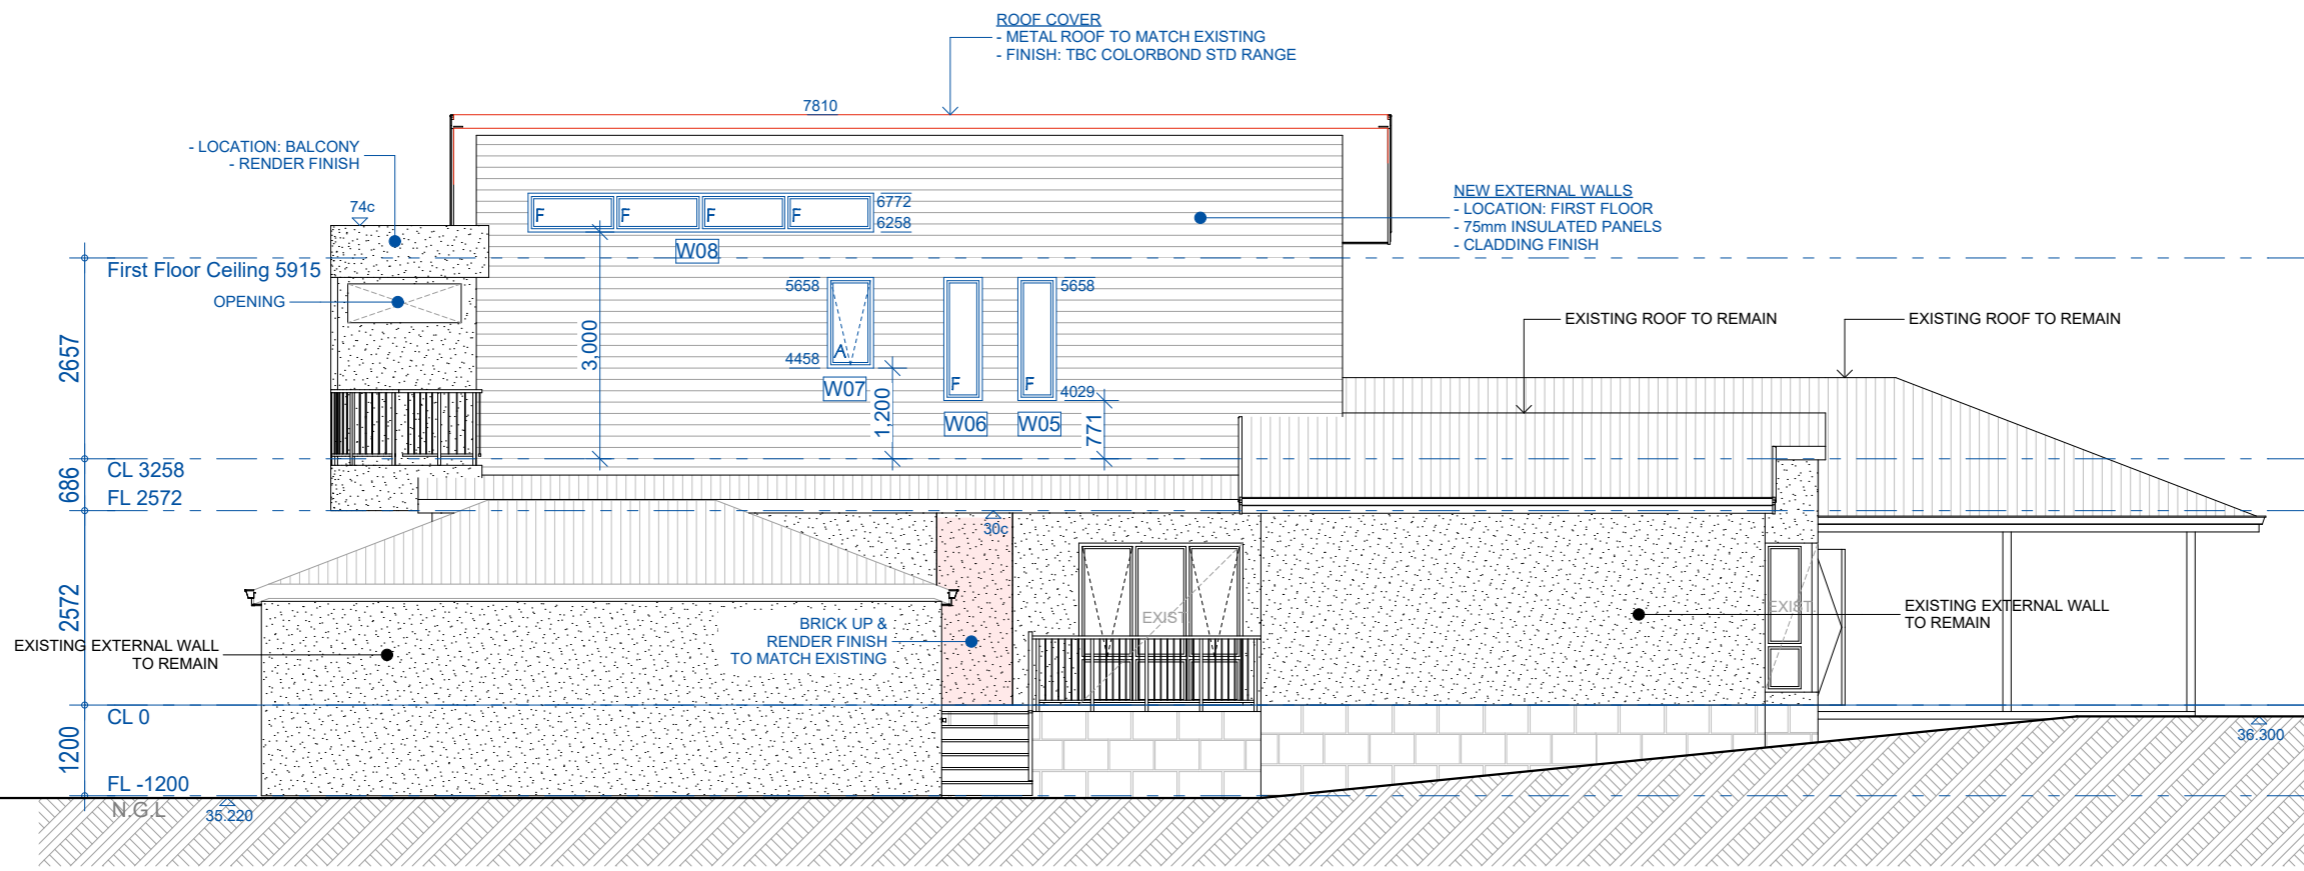 ROOF COVER
- METAL ROOF TO MATCH EXISTING
- FINISH: TBC COLORBOND STD RANGE
7810
- LOCATION: BALCONY
- RENDER FINISH
74c
NEW EXTERNAL WALLS
- LOCATION: FIRST FLOOR
- 75mm INSULATED PANELS
- CLADDING FINISH
F
F
F
F
6772
6258
W08
First Floor Ceiling 5915
OPENING
5658
5658
EXISTING ROOF TO REMAIN
EXISTING ROOF TO REMAIN
2657
3,000
4458
A
W07
1,200
F
W06
F
W05
4029
771
CL 3258
686
FL 2572
30c
2572
EXISTING EXTERNAL WALL
TO REMAIN
BRICK UP &
RENDER FINISH
TO MATCH EXISTING
EXIST
EXIST.
EXISTING EXTERNAL WALL
TO REMAIN
CL 0
1200
FL -1200
N.G.L
35.220
36.300